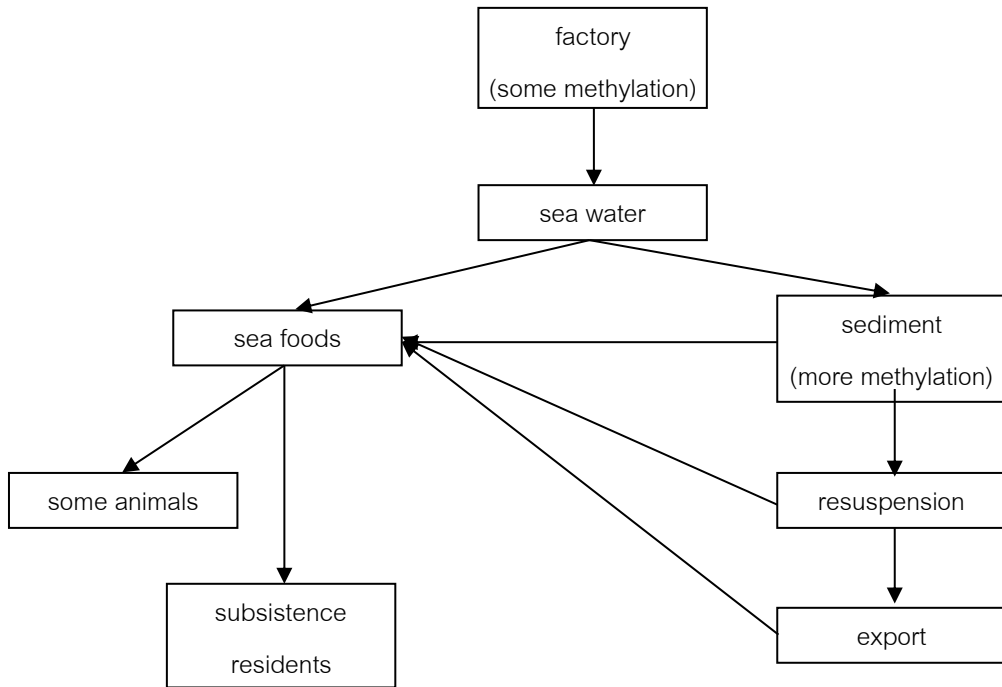 factory
(some methylation)
sea water
sea foods
sediment
(more methylation)
some animals
resuspension
subsistence
residents
export